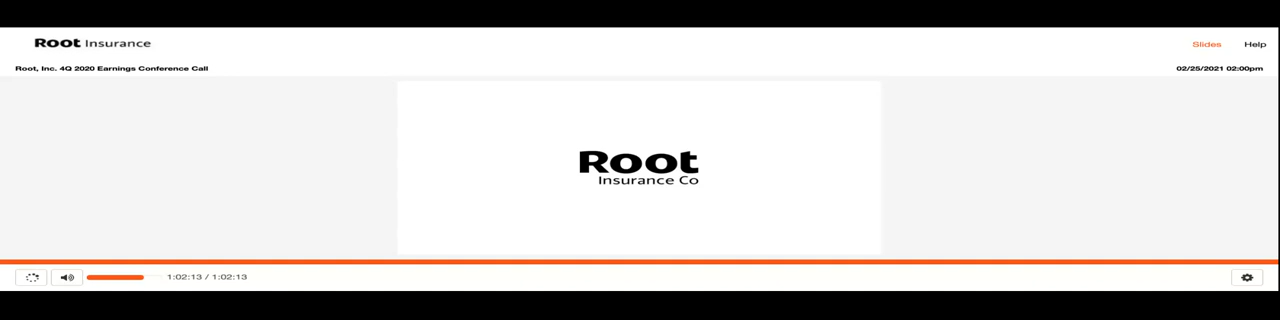 Root Insurance
Slides Help
Root, Inc. 4Q 2020 Earnings Conference Call
02/25/2021 02:00pm
Root
Insurance Co
1:02:13 / 1:02:13